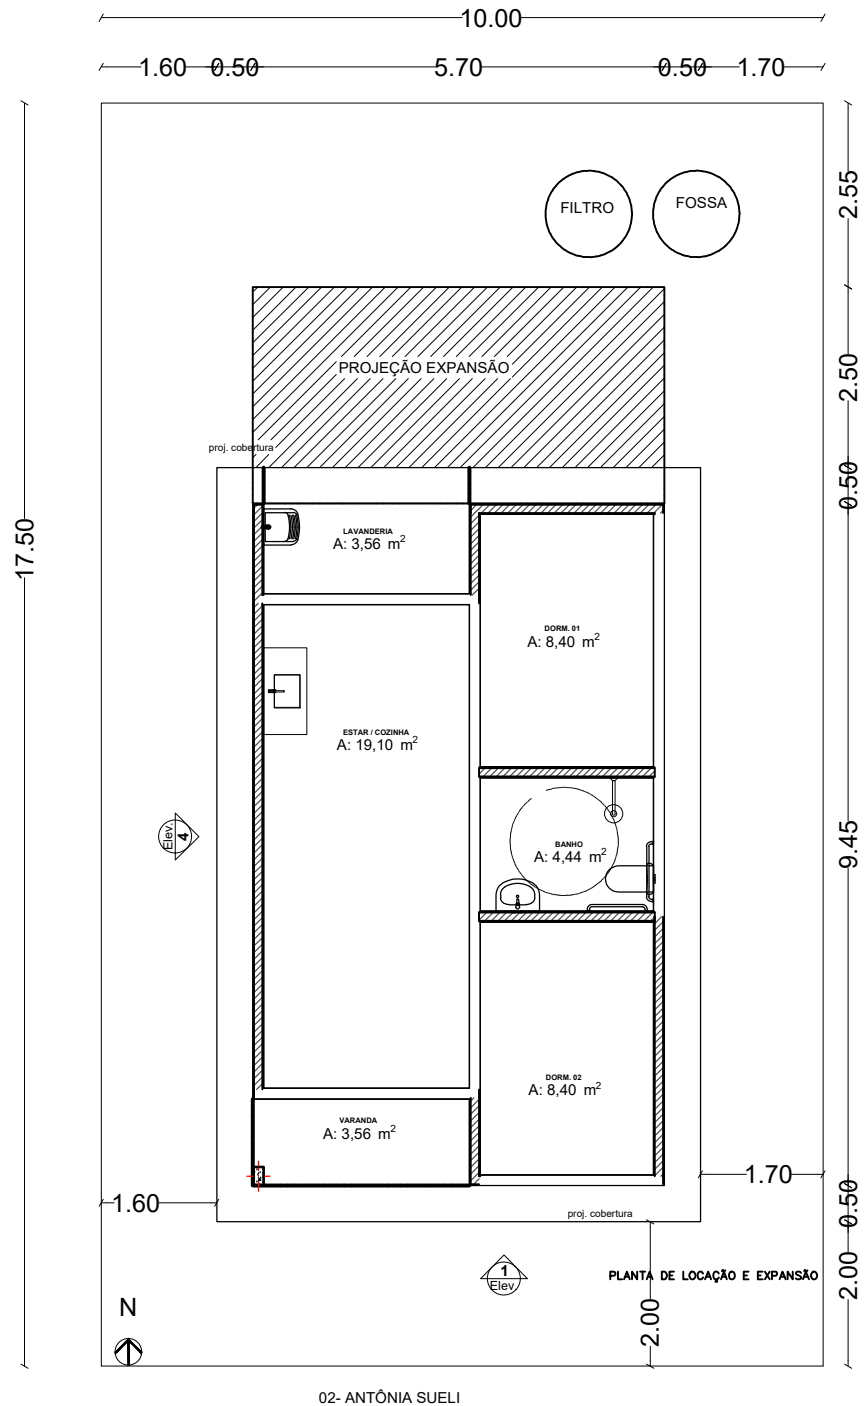 10.00
1.60 0.50 5.70 0.50 1.70
FILTRO
FOSSA
2.55
PROJEÇÃO EXPANSÃO
2.50
proj. cobertura
0.50
17.50
LAVANDERIA
A: 3,56 m²
DORM. 01
A: 8,40 m²
ESTAR / COZINHA
A: 19,10 m²
Elev.
4
BANHO
A: 4,44 m²
9.45
DORM. 02
A: 8,40 m²
VARANDA
A: 3,56 m²
1.70
1.60
0.50
proj. cobertura
1
Elev.
PLANTA DE LOCAÇÃO E EXPANSÃO
2.00
2.00
N
02- ANTÔNIA SUELI